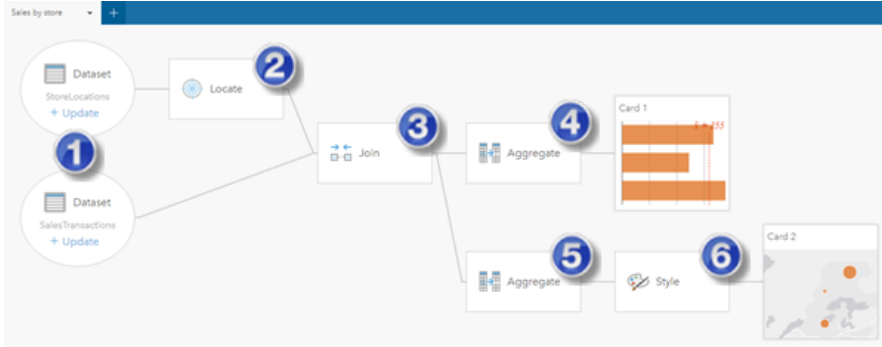 Sales by store
+
Dataset
StoreLocations
+ Update
2
Locate
1
Dataset
SalesTransactions
+ Update
3
Join
4
Aggregate
Card 1
5
Aggregate
6
Style
Card 2